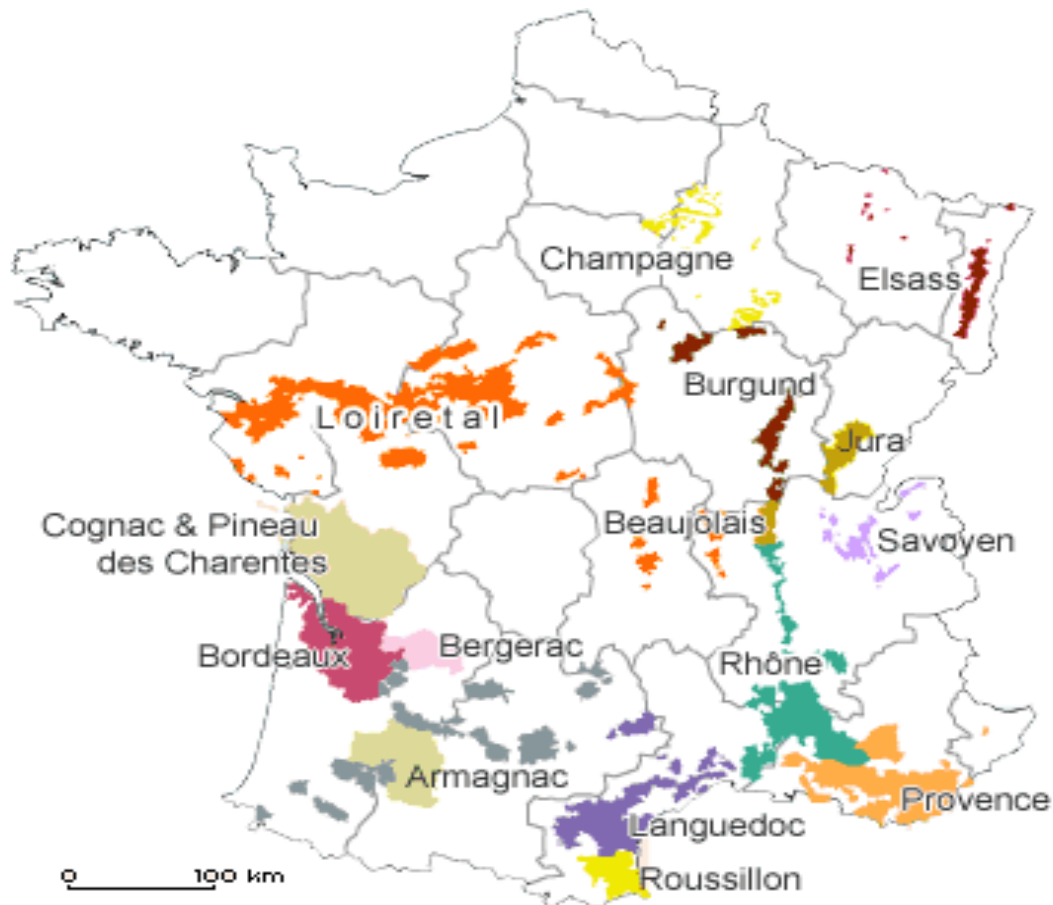 Champagne
Elsass
Burgund
Loiretal
Jura
Cognac & Pineau
des Charentes
Beaujolais
Savoyen
Bordeaux
Bergerac
Rhône
Armagnac
Provence
Languedoc
Roussillon
0 100 km